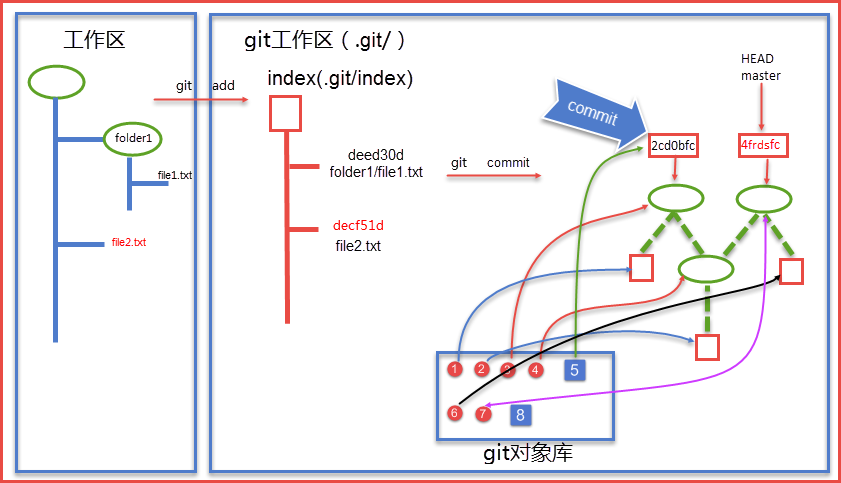 工作区
folder1
file1.txt
file2.txt
git add
git工作区（.git/ ）
index(.git/index)
deed30d
folder1/file1.txt
decf51d
file2.txt
git commit
commit
HEAD
master
2cd0bfc
4frdsfc
1 2 3 4 5
6 7 8
git对象库